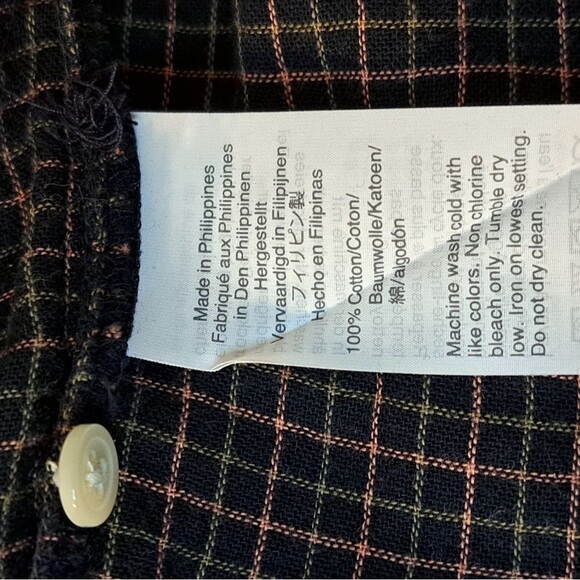 Made in Philippines
Fabriqué aux Philippines
in Den Philippinen
Hergestellt
Vervaardigd in Filipijnen
フィリピン製
Hecho en Filipinas
100% Cotton/Coton/
Baumwolle/Katoen/
綿/algodón
Machine wash cold with
like colors. No chlorine
bleach only. Tumble dry
low. Iron on lowest setting.
Do not dry clean.